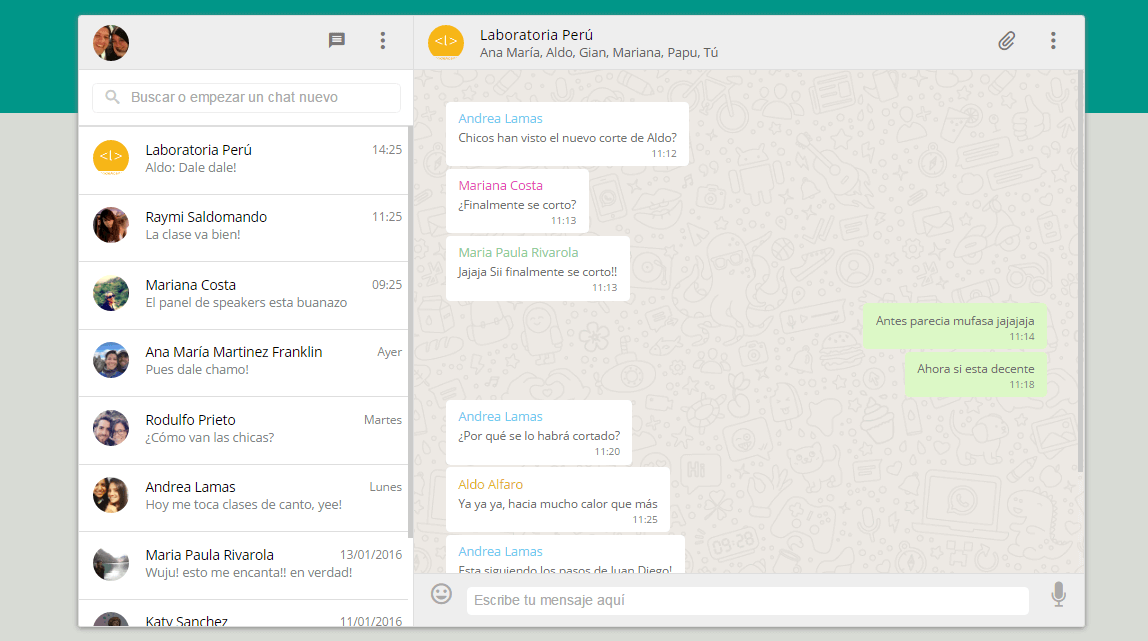 Buscar o empezar un chat nuevo
<l>
Laboratoria Perú
14:25
Aldo: Dale dale!
Raymi Saldomando
11:25
La clase va bien!
Mariana Costa
09:25
El panel de speakers esta buanazo
Ana María Martinez Franklin
Ayer
Pues dale chamo!
Rodulfo Prieto
Martes
¿Cómo van las chicas?
Andrea Lamas
Lunes
Hoy me toca clases de canto, yee!
Maria Paula Rivarola
13/01/2016
Wuju! esto me encanta!! en verdad!
Katy Sanchez
11/01/2016
<l>
Laboratoria Perú
Ana María, Aldo, Gian, Mariana, Papu, Tú
Andrea Lamas
Chicos han visto el nuevo corte de Aldo?
11:12
Mariana Costa
¿Finalmente se corto?
11:13
Maria Paula Rivarola
Jajaja Sii finalmente se corto!!
11:13
Antes parecia mufasa jajajaja
11:14
Ahora si esta decente
11:18
Andrea Lamas
¿Por qué se lo habrá cortado?
11:20
Aldo Alfaro
Ya ya ya, hacia mucho calor que más
11:25
Andrea Lamas
Esta siguiendo los pasos de Juan Diego!
Hi
09:28
Escribe tu mensaje aquí